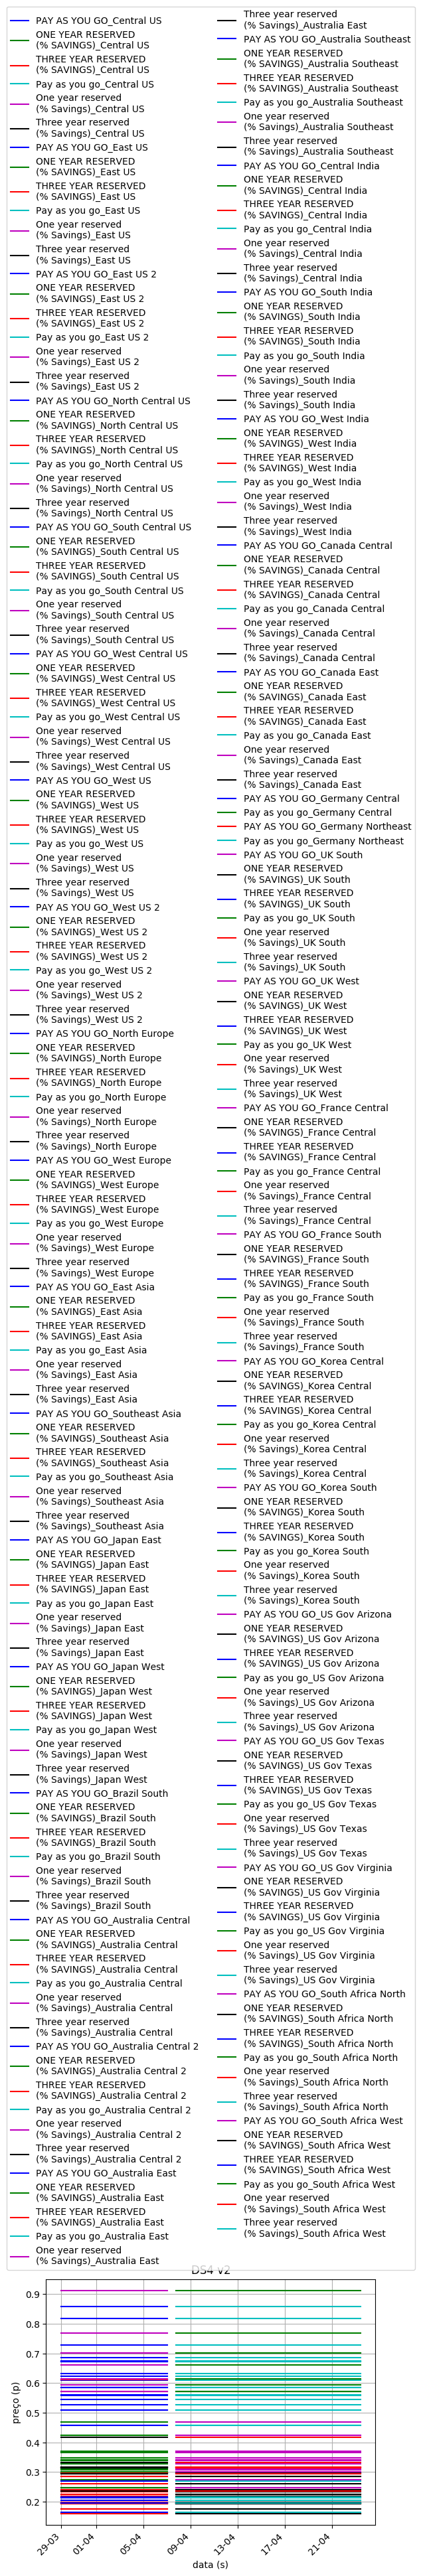 PAY AS YOU GO_Central US
ONE YEAR RESERVED
(% SAVINGS)_Central US
THREE YEAR RESERVED
(% SAVINGS)_Central US
Pay as you go_Central US
One year reserved
(% Savings)_Central US
Three year reserved
(% Savings)_Central US
PAY AS YOU GO_East US
ONE YEAR RESERVED
(% SAVINGS)_East US
THREE YEAR RESERVED
(% SAVINGS)_East US
Pay as you go_East US
One year reserved
(% Savings)_East US
Three year reserved
(% Savings)_East US
PAY AS YOU GO_East US 2
ONE YEAR RESERVED
(% SAVINGS)_East US 2
THREE YEAR RESERVED
(% SAVINGS)_East US 2
Pay as you go_East US 2
One year reserved
(% Savings)_East US 2
Three year reserved
(% Savings)_East US 2
PAY AS YOU GO_North Central US
ONE YEAR RESERVED
(% SAVINGS)_North Central US
THREE YEAR RESERVED
(% SAVINGS)_North Central US
Pay as you go_North Central US
One year reserved
(% Savings)_North Central US
Three year reserved
(% Savings)_North Central US
PAY AS YOU GO_South Central US
ONE YEAR RESERVED
(% SAVINGS)_South Central US
THREE YEAR RESERVED
(% SAVINGS)_South Central US
Pay as you go_South Central US
One year reserved
(% Savings)_South Central US
Three year reserved
(% Savings)_South Central US
PAY AS YOU GO_West Central US
ONE YEAR RESERVED
(% SAVINGS)_West Central US
THREE YEAR RESERVED
(% SAVINGS)_West Central US
Pay as you go_West Central US
One year reserved
(% Savings)_West Central US
Three year reserved
(% Savings)_West Central US
PAY AS YOU GO_West US
ONE YEAR RESERVED
(% SAVINGS)_West US
THREE YEAR RESERVED
(% SAVINGS)_West US
Pay as you go_West US
One year reserved
(% Savings)_West US
Three year reserved
(% Savings)_West US
PAY AS YOU GO_West US 2
ONE YEAR RESERVED
(% SAVINGS)_West US 2
THREE YEAR RESERVED
(% SAVINGS)_West US 2
Pay as you go_West US 2
One year reserved
(% Savings)_West US 2
Three year reserved
(% Savings)_West US 2
PAY AS YOU GO_North Europe
ONE YEAR RESERVED
(% SAVINGS)_North Europe
THREE YEAR RESERVED
(% SAVINGS)_North Europe
Pay as you go_North Europe
One year reserved
(% Savings)_North Europe
Three year reserved
(% Savings)_North Europe
PAY AS YOU GO_West Europe
ONE YEAR RESERVED
(% SAVINGS)_West Europe
THREE YEAR RESERVED
(% SAVINGS)_West Europe
Pay as you go_West Europe
One year reserved
(% Savings)_West Europe
Three year reserved
(% Savings)_West Europe
PAY AS YOU GO_East Asia
ONE YEAR RESERVED
(% SAVINGS)_East Asia
THREE YEAR RESERVED
(% SAVINGS)_East Asia
Pay as you go_East Asia
One year reserved
(% Savings)_East Asia
Three year reserved
(% Savings)_East Asia
PAY AS YOU GO_Southeast Asia
ONE YEAR RESERVED
(% SAVINGS)_Southeast Asia
THREE YEAR RESERVED
(% SAVINGS)_Southeast Asia
Pay as you go_Southeast Asia
One year reserved
(% Savings)_Southeast Asia
Three year reserved
(% Savings)_Southeast Asia
PAY AS YOU GO_Japan East
ONE YEAR RESERVED
(% SAVINGS)_Japan East
THREE YEAR RESERVED
(% SAVINGS)_Japan East
Pay as you go_Japan East
One year reserved
(% Savings)_Japan East
Three year reserved
(% Savings)_Japan East
PAY AS YOU GO_Japan West
ONE YEAR RESERVED
(% SAVINGS)_Japan West
THREE YEAR RESERVED
(% SAVINGS)_Japan West
Pay as you go_Japan West
One year reserved
(% Savings)_Japan West
Three year reserved
(% Savings)_Japan West
PAY AS YOU GO_Brazil South
ONE YEAR RESERVED
(% SAVINGS)_Brazil South
THREE YEAR RESERVED
(% SAVINGS)_Brazil South
Pay as you go_Brazil South
One year reserved
(% Savings)_Brazil South
Three year reserved
(% Savings)_Brazil South
PAY AS YOU GO_Australia Central
ONE YEAR RESERVED
(% SAVINGS)_Australia Central
THREE YEAR RESERVED
(% SAVINGS)_Australia Central
Pay as you go_Australia Central
One year reserved
(% Savings)_Australia Central
Three year reserved
(% Savings)_Australia Central
PAY AS YOU GO_Australia Central 2
ONE YEAR RESERVED
(% SAVINGS)_Australia Central 2
THREE YEAR RESERVED
(% SAVINGS)_Australia Central 2
Pay as you go_Australia Central 2
One year reserved
(% Savings)_Australia Central 2
Three year reserved
(% Savings)_Australia Central 2
PAY AS YOU GO_Australia East
ONE YEAR RESERVED
(% SAVINGS)_Australia East
THREE YEAR RESERVED
(% SAVINGS)_Australia East
Pay as you go_Australia East
One year reserved
(% Savings)_Australia East
Three year reserved
(% Savings)_Australia East
PAY AS YOU GO_Australia Southeast
ONE YEAR RESERVED
(% SAVINGS)_Australia Southeast
THREE YEAR RESERVED
(% SAVINGS)_Australia Southeast
Pay as you go_Australia Southeast
One year reserved
(% Savings)_Australia Southeast
Three year reserved
(% Savings)_Australia Southeast
PAY AS YOU GO_Central India
ONE YEAR RESERVED
(% SAVINGS)_Central India
THREE YEAR RESERVED
(% SAVINGS)_Central India
Pay as you go_Central India
One year reserved
(% Savings)_Central India
Three year reserved
(% Savings)_Central India
PAY AS YOU GO_South India
ONE YEAR RESERVED
(% SAVINGS)_South India
THREE YEAR RESERVED
(% SAVINGS)_South India
Pay as you go_South India
One year reserved
(% Savings)_South India
Three year reserved
(% Savings)_South India
PAY AS YOU GO_West India
ONE YEAR RESERVED
(% SAVINGS)_West India
THREE YEAR RESERVED
(% SAVINGS)_West India
Pay as you go_West India
One year reserved
(% Savings)_West India
Three year reserved
(% Savings)_West India
PAY AS YOU GO_Canada Central
ONE YEAR RESERVED
(% SAVINGS)_Canada Central
THREE YEAR RESERVED
(% SAVINGS)_Canada Central
Pay as you go_Canada Central
One year reserved
(% Savings)_Canada Central
Three year reserved
(% Savings)_Canada Central
PAY AS YOU GO_Canada East
ONE YEAR RESERVED
(% SAVINGS)_Canada East
THREE YEAR RESERVED
(% SAVINGS)_Canada East
Pay as you go_Canada East
One year reserved
(% Savings)_Canada East
Three year reserved
(% Savings)_Canada East
PAY AS YOU GO_Germany Central
Pay as you go_Germany Central
PAY AS YOU GO_Germany Northeast
Pay as you go_Germany Northeast
PAY AS YOU GO_UK South
ONE YEAR RESERVED
(% SAVINGS)_UK South
THREE YEAR RESERVED
(% SAVINGS)_UK South
Pay as you go_UK South
One year reserved
(% Savings)_UK South
Three year reserved
(% Savings)_UK South
PAY AS YOU GO_UK West
ONE YEAR RESERVED
(% SAVINGS)_UK West
THREE YEAR RESERVED
(% SAVINGS)_UK West
Pay as you go_UK West
One year reserved
(% Savings)_UK West
Three year reserved
(% Savings)_UK West
PAY AS YOU GO_France Central
ONE YEAR RESERVED
(% SAVINGS)_France Central
THREE YEAR RESERVED
(% SAVINGS)_France Central
Pay as you go_France Central
One year reserved
(% Savings)_France Central
Three year reserved
(% Savings)_France Central
PAY AS YOU GO_France South
ONE YEAR RESERVED
(% SAVINGS)_France South
THREE YEAR RESERVED
(% SAVINGS)_France South
Pay as you go_France South
One year reserved
(% Savings)_France South
Three year reserved
(% Savings)_France South
PAY AS YOU GO_Korea Central
ONE YEAR RESERVED
(% SAVINGS)_Korea Central
THREE YEAR RESERVED
(% SAVINGS)_Korea Central
Pay as you go_Korea Central
One year reserved
(% Savings)_Korea Central
Three year reserved
(% Savings)_Korea Central
PAY AS YOU GO_Korea South
ONE YEAR RESERVED
(% SAVINGS)_Korea South
THREE YEAR RESERVED
(% SAVINGS)_Korea South
Pay as you go_Korea South
One year reserved
(% Savings)_Korea South
Three year reserved
(% Savings)_Korea South
PAY AS YOU GO_US Gov Arizona
ONE YEAR RESERVED
(% SAVINGS)_US Gov Arizona
THREE YEAR RESERVED
(% SAVINGS)_US Gov Arizona
Pay as you go_US Gov Arizona
One year reserved
(% Savings)_US Gov Arizona
Three year reserved
(% Savings)_US Gov Arizona
PAY AS YOU GO_US Gov Texas
ONE YEAR RESERVED
(% SAVINGS)_US Gov Texas
THREE YEAR RESERVED
(% SAVINGS)_US Gov Texas
Pay as you go_US Gov Texas
One year reserved
(% Savings)_US Gov Texas
Three year reserved
(% Savings)_US Gov Texas
PAY AS YOU GO_US Gov Virginia
ONE YEAR RESERVED
(% SAVINGS)_US Gov Virginia
THREE YEAR RESERVED
(% SAVINGS)_US Gov Virginia
Pay as you go_US Gov Virginia
One year reserved
(% Savings)_US Gov Virginia
Three year reserved
(% Savings)_US Gov Virginia
PAY AS YOU GO_South Africa North
ONE YEAR RESERVED
(% SAVINGS)_South Africa North
THREE YEAR RESERVED
(% SAVINGS)_South Africa North
Pay as you go_South Africa North
One year reserved
(% Savings)_South Africa North
Three year reserved
(% Savings)_South Africa North
PAY AS YOU GO_South Africa West
ONE YEAR RESERVED
(% SAVINGS)_South Africa West
THREE YEAR RESERVED
(% SAVINGS)_South Africa West
Pay as you go_South Africa West
One year reserved
(% Savings)_South Africa West
Three year reserved
(% Savings)_South Africa West
DS4 v2
0.9
0.8
0.7
0.6
0.5
0.4
0.3
0.2
preço (p)
29-03
01-04
05-04
09-04
13-04
17-04
21-04
data (s)